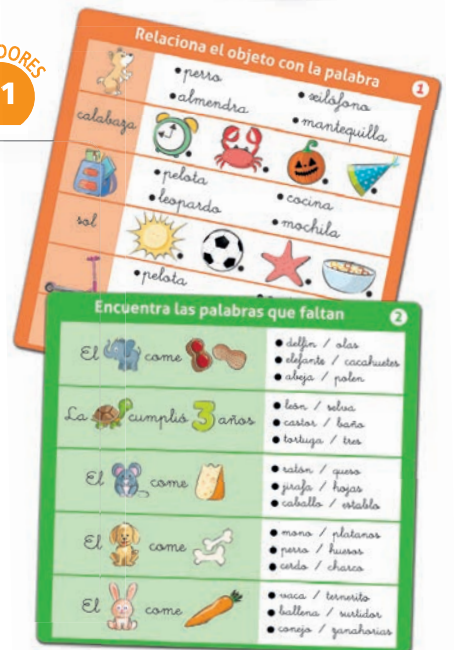 DORES
1
Relaciona el objeto con la palabra 1
• perro • xilófono
• almendra • mantequilla
calabaza
• pelota • cocina
• leopardo • mochila
sol
• pelota
Encuentra las palabras que faltan 2
El come
• delfín / olas
• elefante / cacahuetes
• abeja / polen
La cumplió 3 años
• león / selva
• castor / baño
• tortuga / tres
El come
• ratón / queso
• jirafa / hojas
• caballo / establo
El come
• mono / platanos
• perro / huesos
• cerdo / charco
El come
• vaca / ternerito
• ballena / surtidor
• conejo / zanahorias